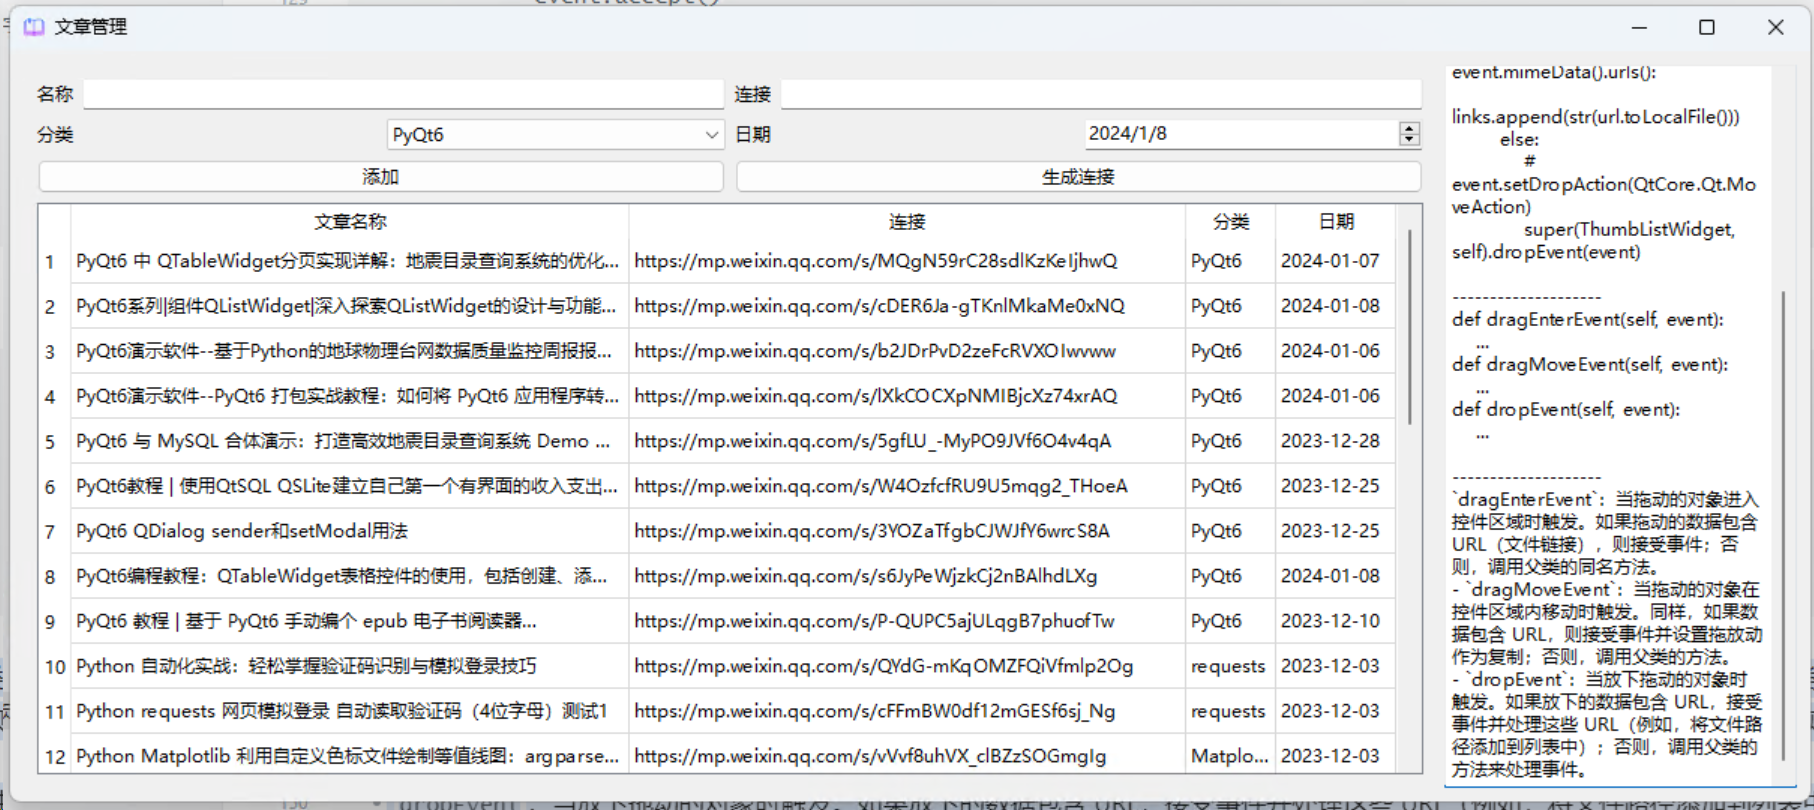 文章管理
名称
连接
分类
PyQt6
日期
2024/1/8
添加
生成连接
文章名称 连接 分类 日期
1 PyQt6 中 QTableWidget分页实现详解：地震目录查询系统的优化... https://mp.weixin.qq.com/s/MQgN59rC28sdlKzKeIjhwQ PyQt6 2024-01-07
2 PyQt6系列|组件QListWidget|深入探索QListWidget的设计与功能... https://mp.weixin.qq.com/s/cDER6Ja-gTKnlMkaMe0xNQ PyQt6 2024-01-08
3 PyQt6演示软件--基于Python的地球物理台网数据质量监控周报报... https://mp.weixin.qq.com/s/b2JDrPvD2zeFcRVXOIwvww PyQt6 2024-01-06
4 PyQt6演示软件--PyQt6 打包实战教程：如何将 PyQt6 应用程序转... https://mp.weixin.qq.com/s/lXkCOCXpNMIBjcXz74xrAQ PyQt6 2024-01-06
5 PyQt6 与 MySQL 合体演示：打造高效地震目录查询系统 Demo ... https://mp.weixin.qq.com/s/5gfLU_-MyPO9JVf6O4v4qA PyQt6 2023-12-28
6 PyQt6教程 | 使用QtSQL QSLite建立自己第一个有界面的收入支出... https://mp.weixin.qq.com/s/W4OzfcfRU9U5mqg2_THoeA PyQt6 2023-12-25
7 PyQt6 QDialog sender和setModal用法 https://mp.weixin.qq.com/s/3YOZaTfgbCJWJfY6wrcS8A PyQt6 2023-12-25
8 PyQt6编程教程：QTableWidget表格控件的使用，包括创建、添... https://mp.weixin.qq.com/s/s6JyPeWjzkCj2nBAlhdLXg PyQt6 2024-01-08
9 PyQt6 教程 | 基于 PyQt6 手动编个 epub 电子书阅读器... https://mp.weixin.qq.com/s/P-QUPC5ajULqgB7phuofTw PyQt6 2023-12-10
10 Python 自动化实战：轻松掌握验证码识别与模拟登录技巧 https://mp.weixin.qq.com/s/QYdG-mKqOMZFQiVfmlp2Og requests 2023-12-03
11 Python requests 网页模拟登录 自动读取验证码（4位字母）测试1 https://mp.weixin.qq.com/s/cFFmBW0df12mGESf6sj_Ng requests 2023-12-03
12 Python Matplotlib 利用自定义色标文件绘制等值线图：argparse... https://mp.weixin.qq.com/s/vVvf8uhVX_clBZzSOGmgIg Matplo... 2023-12-03
event.mimeData().urls():
links.append(str(url.toLocalFile()))
else:
#
event.setDropAction(QtCore.Qt.Mo
veAction)
super(ThumbListWidget,
self).dropEvent(event)
--------------------
def dragEnterEvent(self, event):
...
def dragMoveEvent(self, event):
...
def dropEvent(self, event):
...
--------------------
`dragEnterEvent`：当拖动的对象进入
控件区域时触发。如果拖动的数据包含
URL（文件链接），则接受事件；否
则，调用父类的同名方法。
- `dragMoveEvent`：当拖动的对象在
控件区域内移动时触发。同样，如果数
据包含 URL，则接受事件并设置拖放动
作为复制；否则，调用父类的方法。
- `dropEvent`：当放下拖动的对象时
触发。如果放下的数据包含 URL，接受
事件并处理这些 URL（例如，将文件路
径添加到列表中）；否则，调用父类的
方法来处理事件。